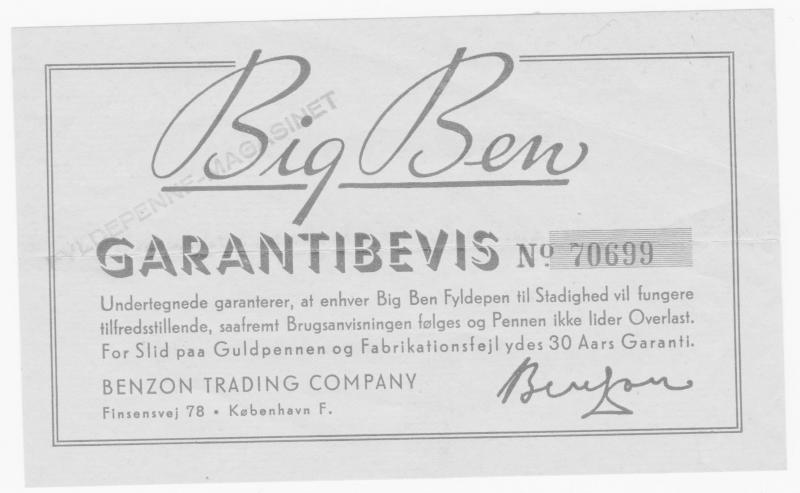 Big Ben
FYLDEPENNE-MAGASINET
GARANTIBEVIS Nº 70699
Undertegnede garanterer, at enhver Big Ben Fyldepen til Stadighed vil fungere
tilfredsstillende, saafremt Brugsanvisningen følges og Pennen ikke lider Overlast.
For Slid paa Guldpennen og Fabrikationsfejl ydes 30 Aars Garanti.
BENZON TRADING COMPANY
Benzon
Finsensvej 78 • København F.